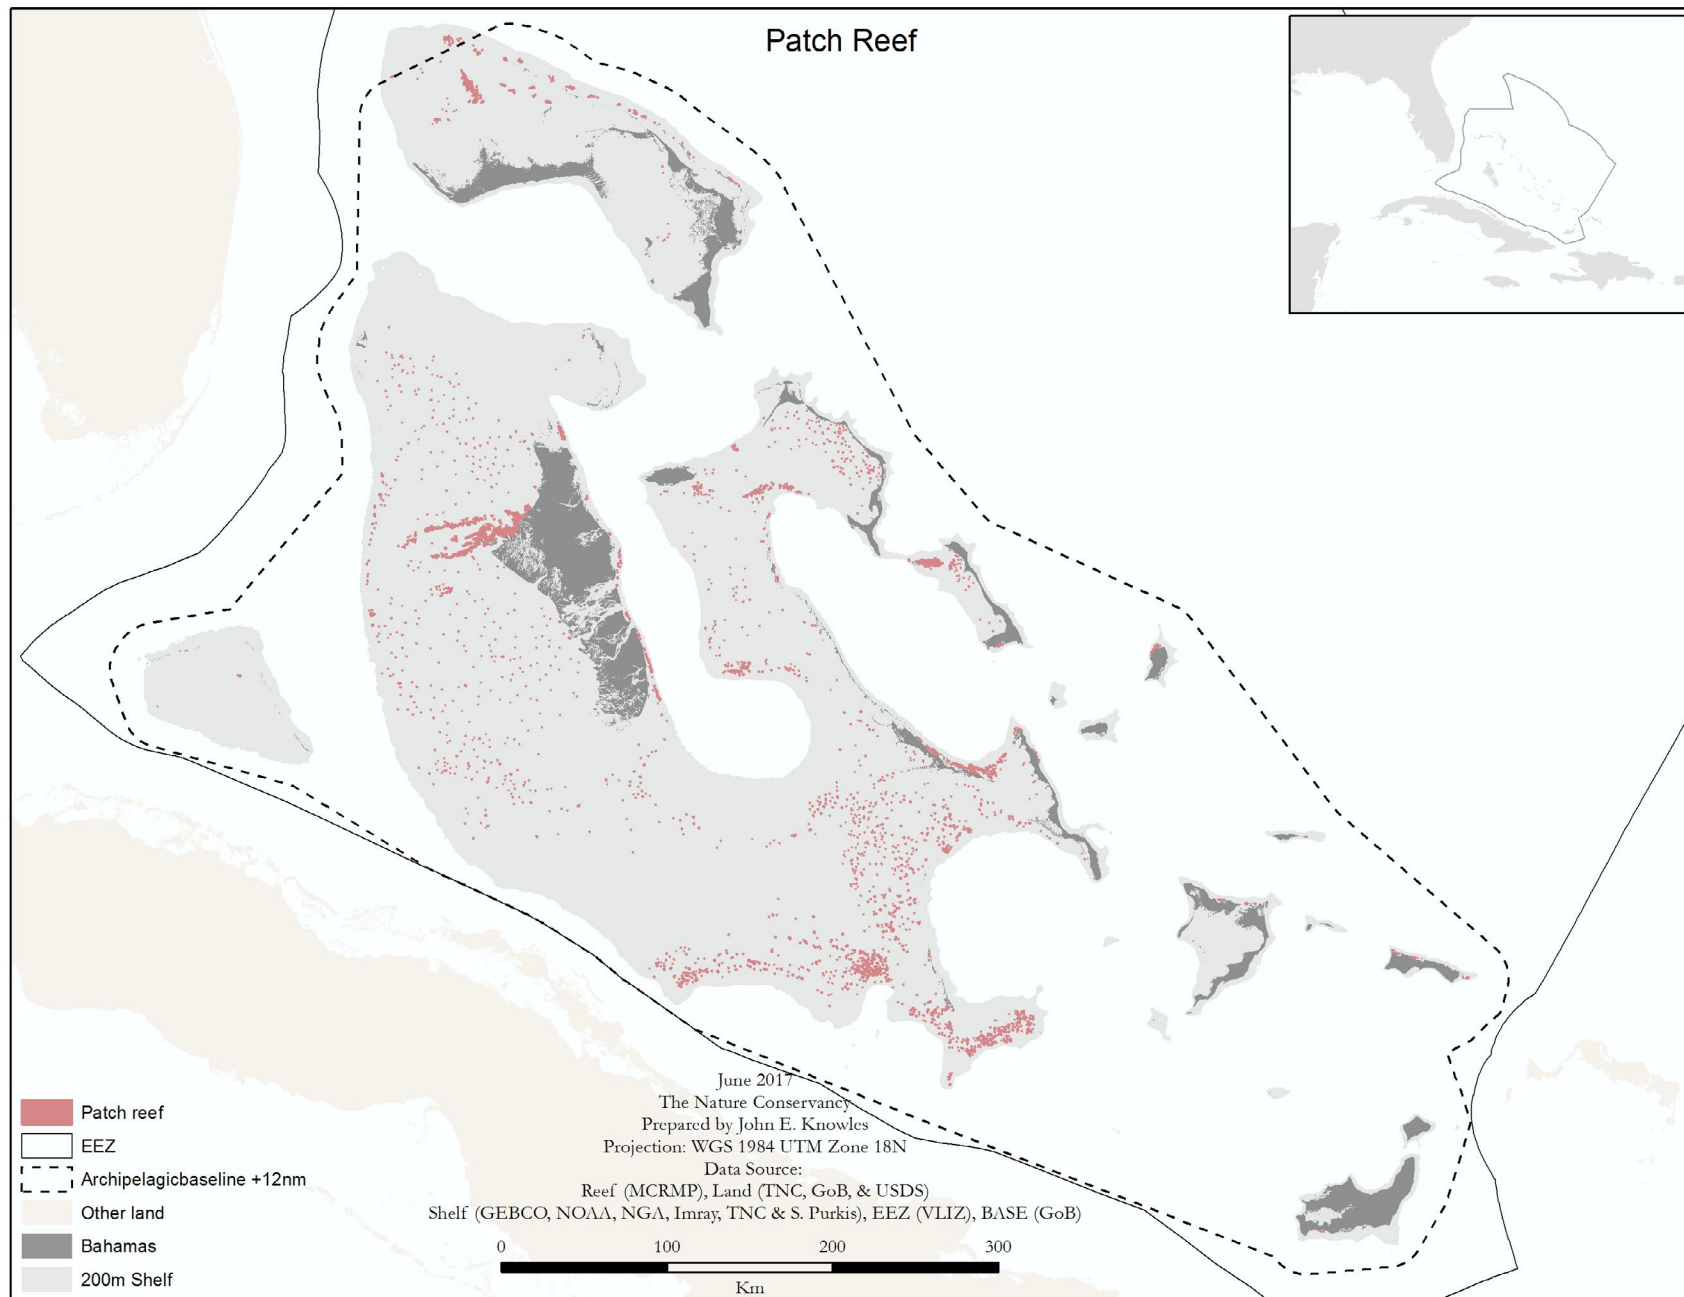 Patch Reef
Patch reef
EEZ
Archipelagicbaseline +12nm
Other land
Bahamas
200m Shelf
June 2017
The Nature Conservancy
Prepared by John E. Knowles
Projection: WGS 1984 UTM Zone 18N
Data Source:
Reef (MCRMP), Land (TNC, GoB, & USDS)
Shelf (GEBCO, NOAA, NGA, Imray, TNC & S. Purkis), EEZ (VLIZ), BASE (GoB)
0 100 200 300
Km